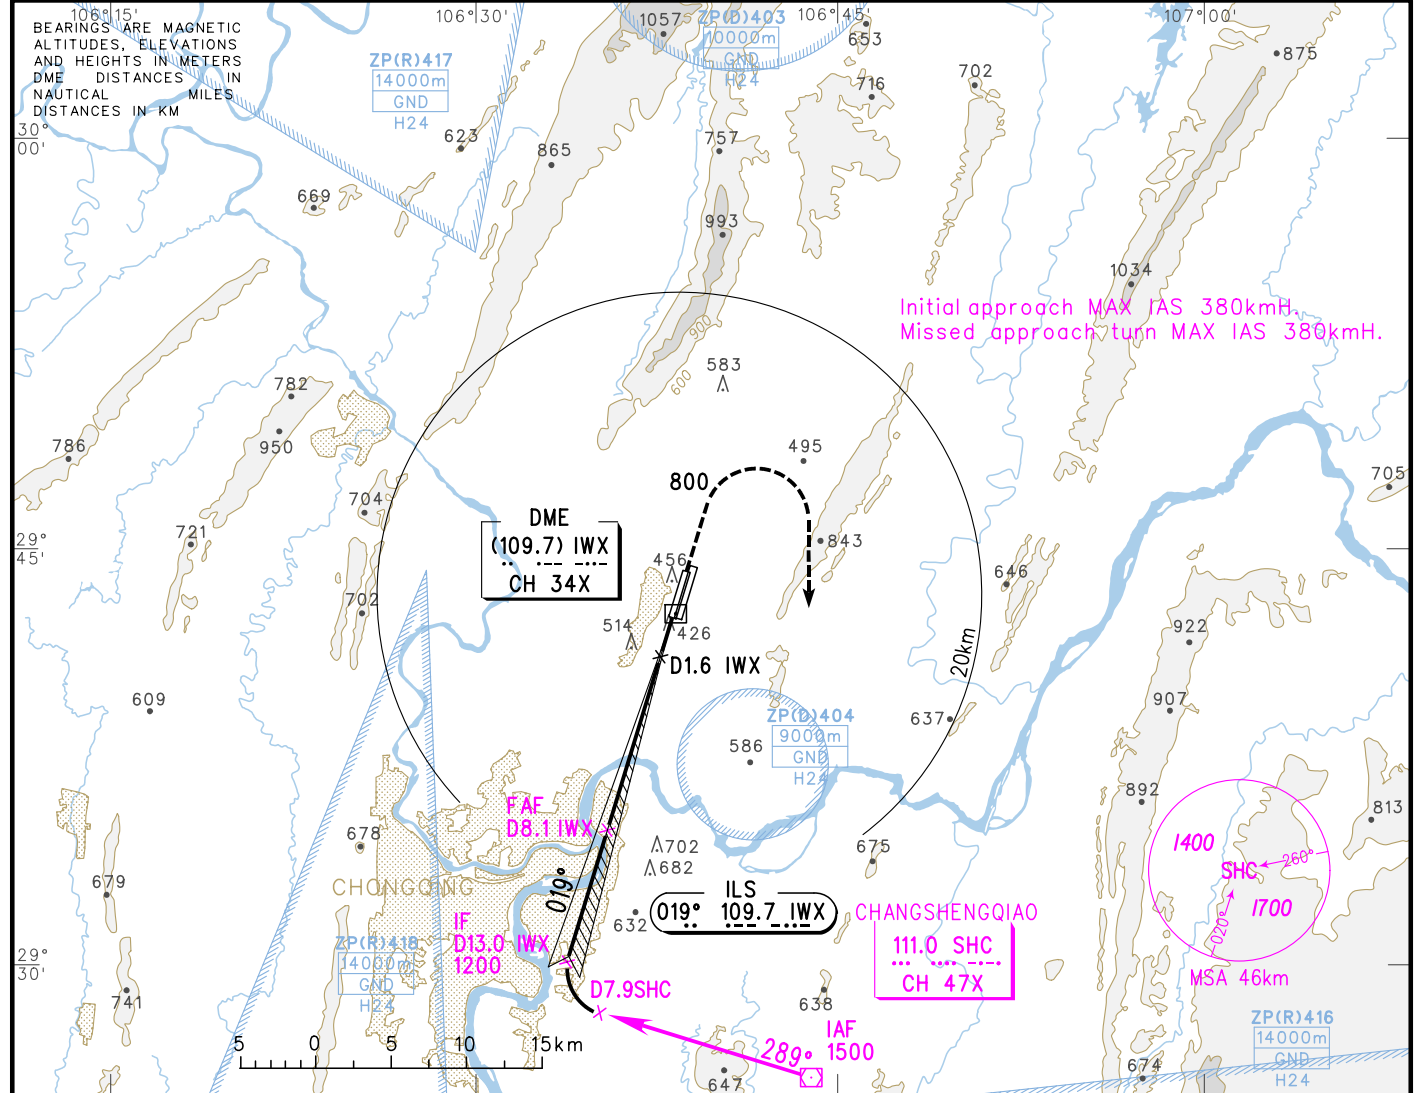 106°15'
106°30'
106°45'
107°00'
BEARINGS ARE MAGNETIC
ALTITUDES, ELEVATIONS
AND HEIGHTS IN METERS
DME DISTANCES IN
NAUTICAL MILES
DISTANCES IN KM
ZP(R)417
14000m
GND
H24
ZP(D)403
10000m
GND
H24
1057
653
716
702
875
30°
00'
623
865
757
669
993
1034
Initial approach MAX IAS 380kmH.
Missed approach turn MAX IAS 380kmH.
900
600
583
782
950
786
495
800
705
704
721
29°
45'
DME
(109.7) IWX
CH 34X
843
456
646
702
514
426
922
D1.6 IWX
20km
609
907
637
ZP(D)404
9000m
GND
H24
586
892
813
FAF
D8.1 IWX
678
702
682
675
1400
SHC
260°
1700
020°
MSA 46km
679
CHONGQING
019°
ILS
019° 109.7 IWX
632
CHANGSHENGQIAO
111.0 SHC
CH 47X
IF
D13.0 IWX
1200
ZP(R)418
14000m
GND
H24
29°
30'
741
D7.9SHC
638
IAF
1500
289°
ZP(R)416
14000m
GND
H24
5 0 5 10 15km
647
674